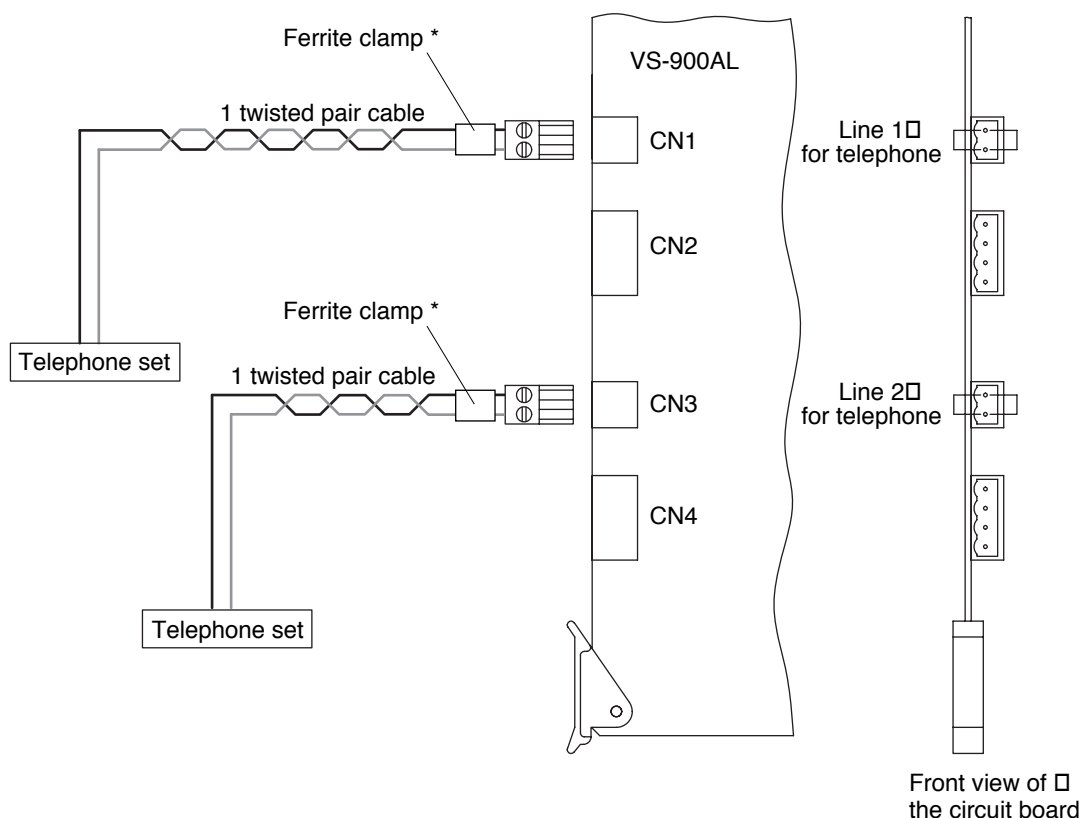 Ferrite clamp *
VS-900AL
1 twisted pair cable
CN1
Line 1□
for telephone
CN2
Ferrite clamp *
Telephone set
1 twisted pair cable
CN3
Line 2□
for telephone
CN4
Telephone set
Front view of □
the circuit board